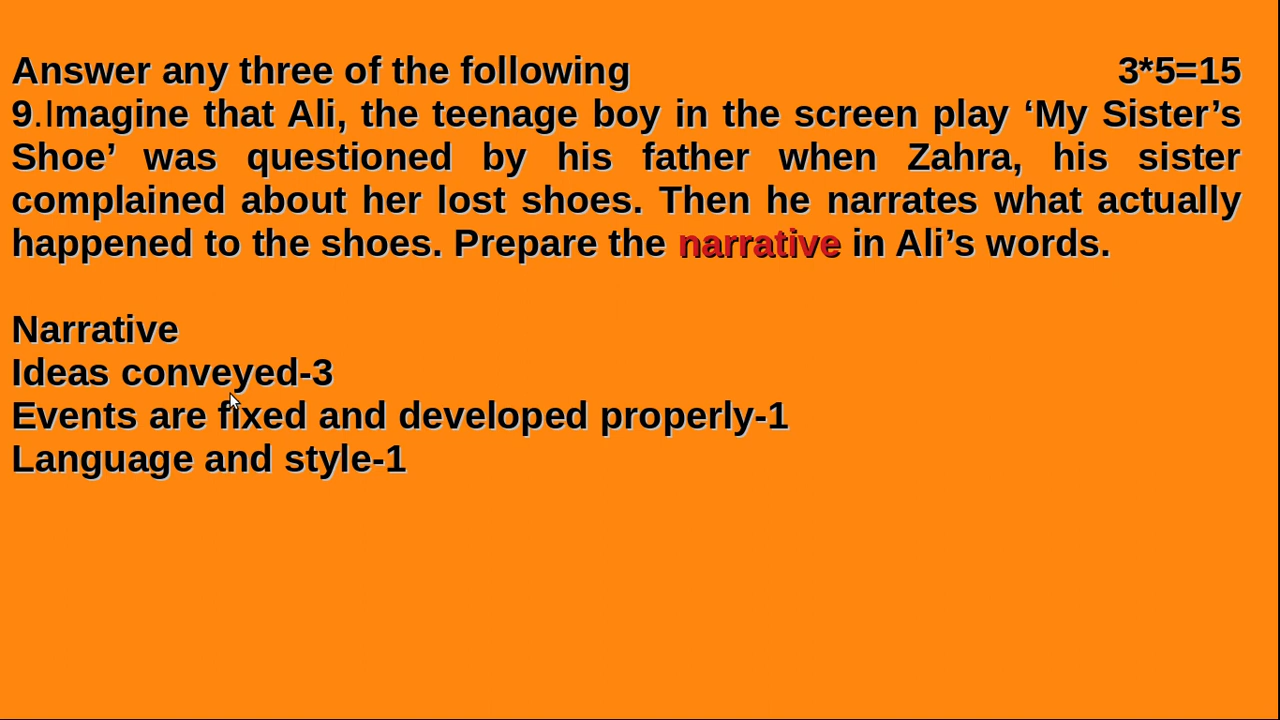 Answer any three of the following 3*5=15
9.Imagine that Ali, the teenage boy in the screen play ‘My Sister’s
Shoe’ was questioned by his father when Zahra, his sister
complained about her lost shoes. Then he narrates what actually
happened to the shoes. Prepare the narrative in Ali’s words.
Narrative
Ideas conveyed-3
Events are fixed and developed properly-1
Language and style-1